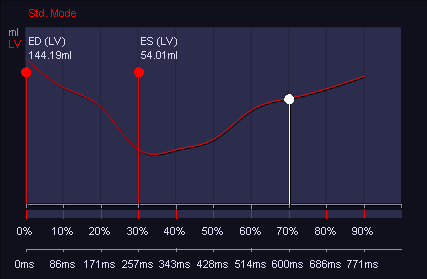 Std. Mode
ml
LV
ED (LV)
144.19ml
ES (LV)
54.01ml
0% 10% 20% 30% 40% 50% 60% 70% 80% 90%
0ms 86ms 171ms 257ms 343ms 428ms 514ms 600ms 686ms 771ms